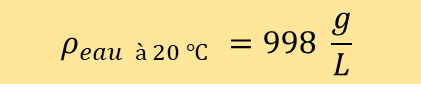 ρeau à 20 °C = 998 g/L